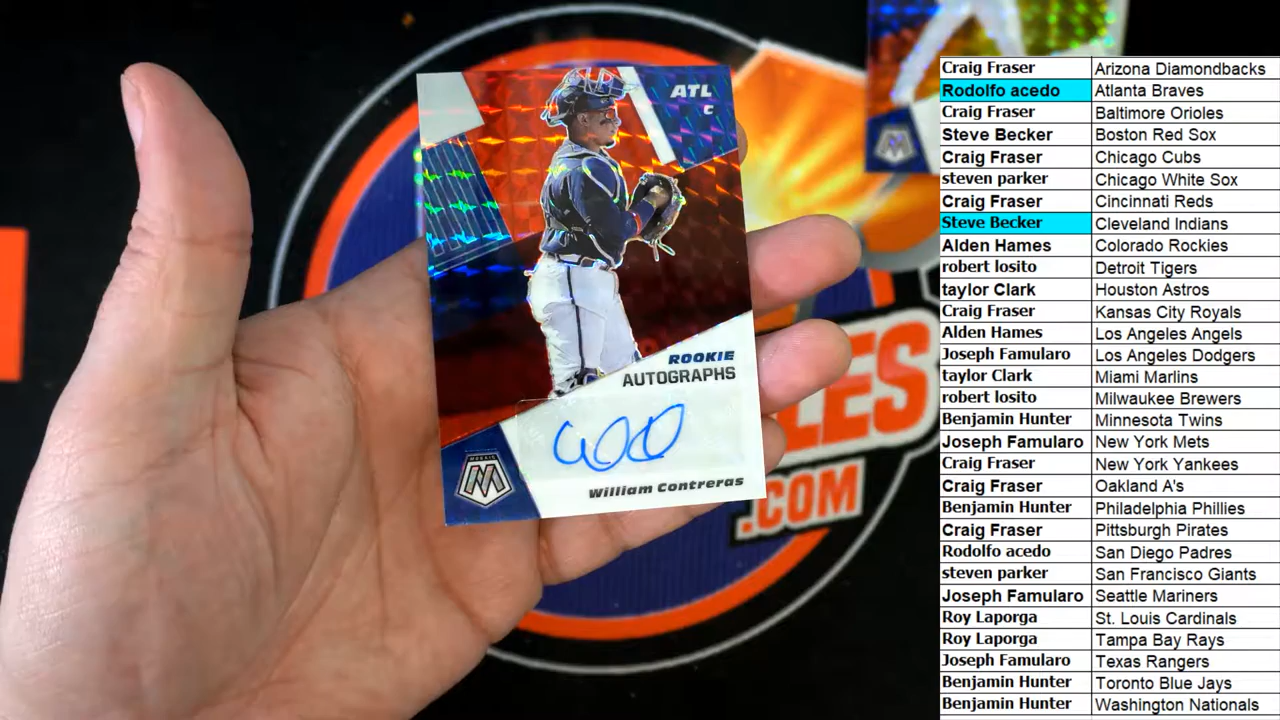 ATL
C
ROOKIE
AUTOGRAPHS
MOSAIC
William Contreras
LES
.COM
Craig Fraser Arizona Diamondbacks
Rodolfo acedo Atlanta Braves
Craig Fraser Baltimore Orioles
Steve Becker Boston Red Sox
Craig Fraser Chicago Cubs
steven parker Chicago White Sox
Craig Fraser Cincinnati Reds
Steve Becker Cleveland Indians
Alden Hames Colorado Rockies
robert losito Detroit Tigers
taylor Clark Houston Astros
Craig Fraser Kansas City Royals
Alden Hames Los Angeles Angels
Joseph Famularo Los Angeles Dodgers
taylor Clark Miami Marlins
robert losito Milwaukee Brewers
Benjamin Hunter Minnesota Twins
Joseph Famularo New York Mets
Craig Fraser New York Yankees
Craig Fraser Oakland A's
Benjamin Hunter Philadelphia Phillies
Craig Fraser Pittsburgh Pirates
Rodolfo acedo San Diego Padres
steven parker San Francisco Giants
Joseph Famularo Seattle Mariners
Roy Laporga St. Louis Cardinals
Roy Laporga Tampa Bay Rays
Joseph Famularo Texas Rangers
Benjamin Hunter Toronto Blue Jays
Benjamin Hunter Washington Nationals